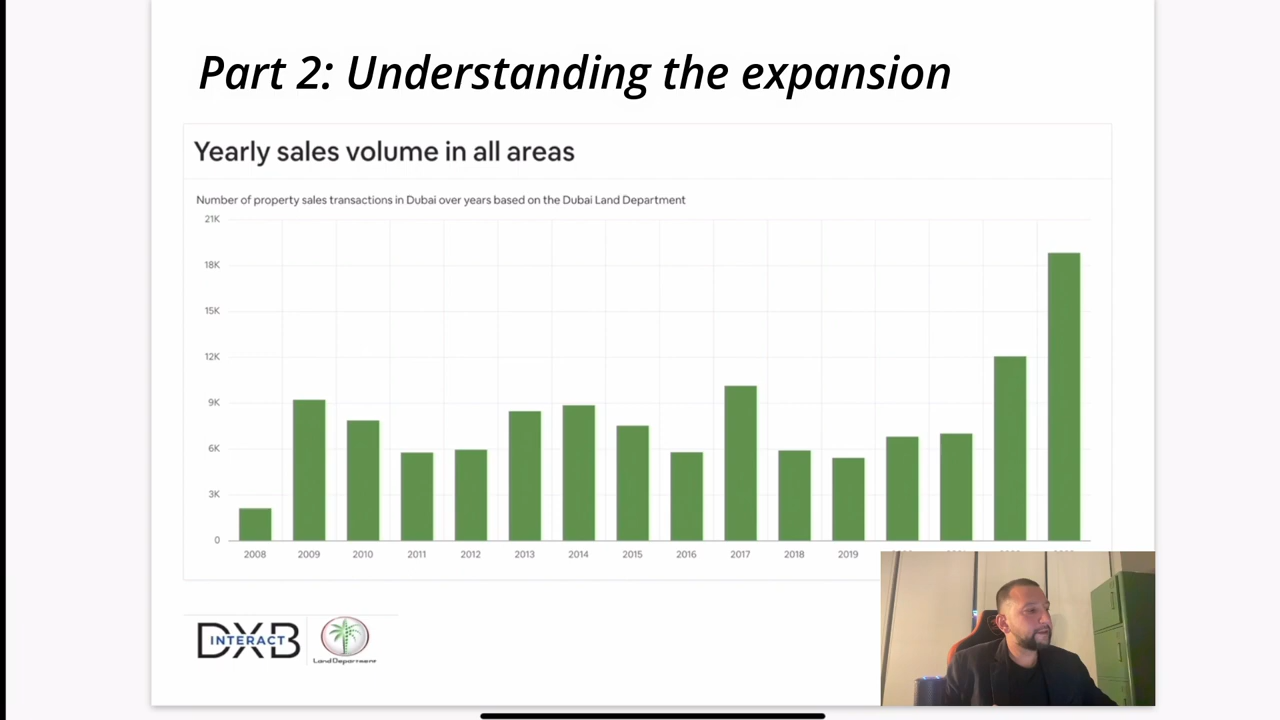 Part 2: Understanding the expansion
Yearly sales volume in all areas
Number of property sales transactions in Dubai over years based on the Dubai Land Department
21K
18K
15K
12K
9K
6K
3K
0
2008 2009 2010 2011 2012 2013 2014 2015 2016 2017 2018 2019
DXB
INTERACT
Land Department